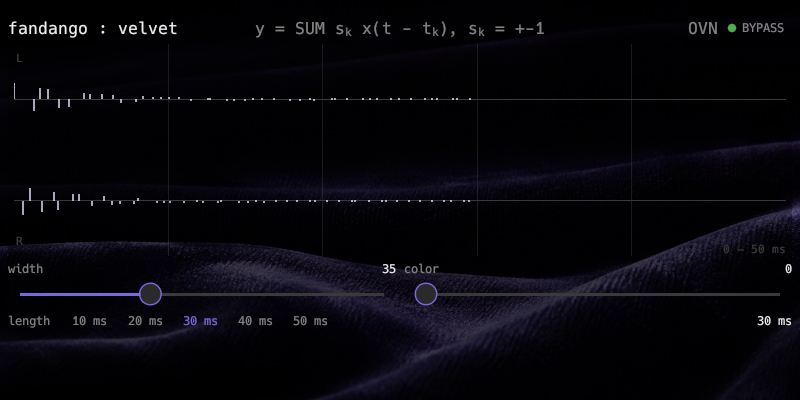 fandango : velvet
y = SUM sₖ x(t - tₖ), sₖ = +-1
OVN ● BYPASS
L
R
0 – 50 ms
width 35 color 0
length 10 ms 20 ms 30 ms 40 ms 50 ms 30 ms